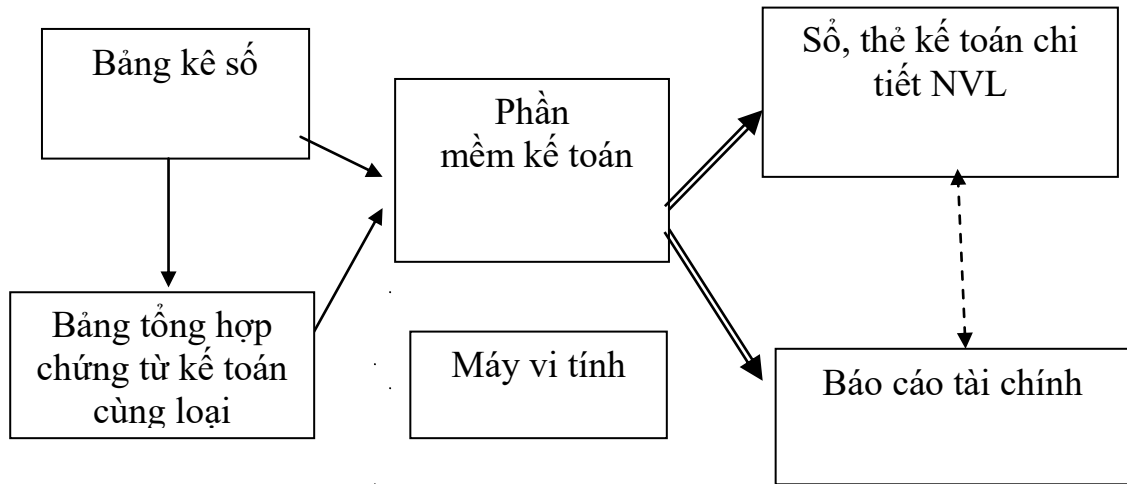 Bảng kê số
Phần
mềm kế toán
Sổ, thẻ kế toán chi
tiết NVL
Bảng tổng hợp
chứng từ kế toán
cùng loại
Máy vi tính
Báo cáo tài chính